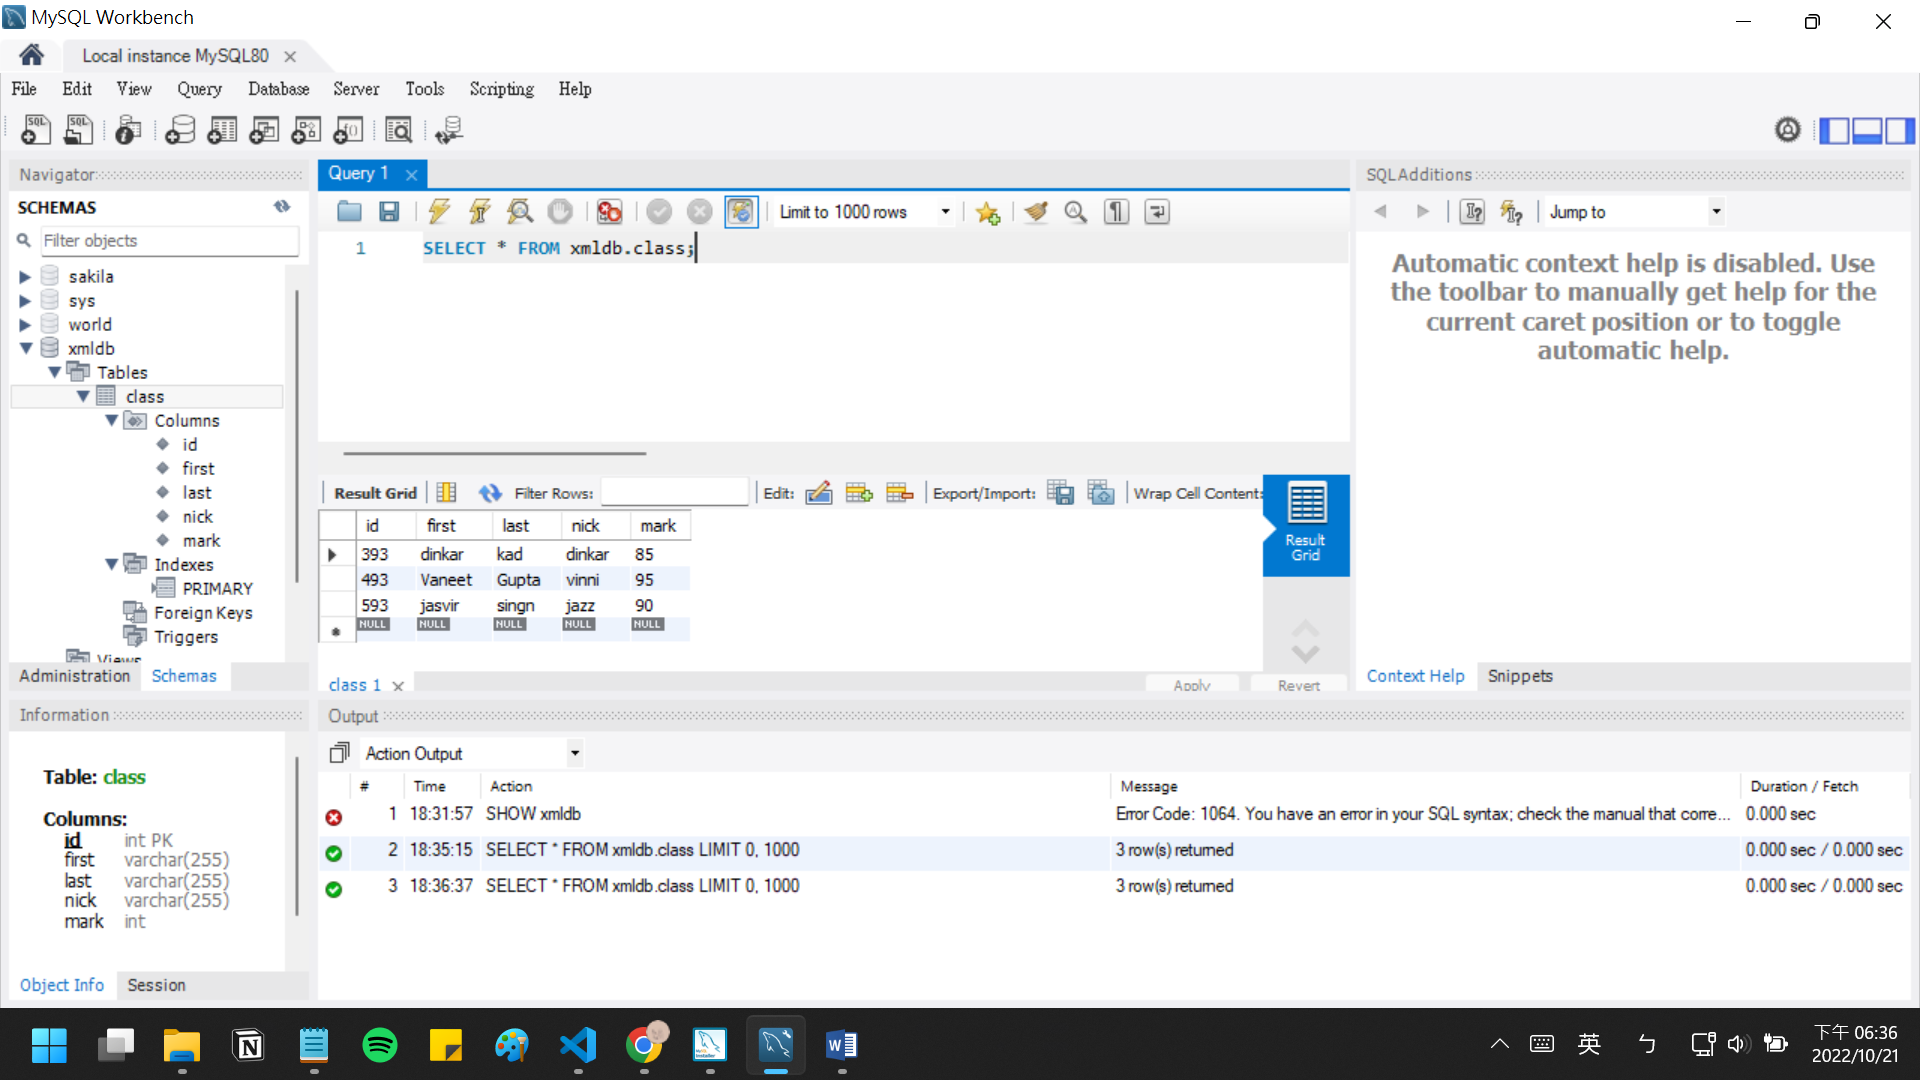 MySQL Workbench
Local instance MySQL80
File Edit View Query Database Server Tools Scripting Help
Navigator
SCHEMAS
Filter objects
sakila
sys
world
xmldb
Tables
class
Columns
id
first
last
nick
mark
Indexes
PRIMARY
Foreign Keys
Triggers
Views
Administration Schemas
Information
Table: class
Columns:
id int PK
first varchar(255)
last varchar(255)
nick varchar(255)
mark int
Object Info Session
Query 1
Limit to 1000 rows
1 SELECT * FROM xmldb.class;
Result Grid Filter Rows: Edit: Export/Import: Wrap Cell Content:
id first last nick mark
393 dinkar kad dinkar 85
493 Vaneet Gupta vinni 95
593 jasvir singn jazz 90
NULL NULL NULL NULL NULL
Result
Grid
class 1
Apply Revert
SQLAdditions
Jump to
Automatic context help is disabled. Use
the toolbar to manually get help for the
current caret position or to toggle
automatic help.
Context Help Snippets
Output
Action Output
# Time Action Message Duration / Fetch
1 18:31:57 SHOW xmldb Error Code: 1064. You have an error in your SQL syntax; check the manual that corre... 0.000 sec
2 18:35:15 SELECT * FROM xmldb.class LIMIT 0, 1000 3 row(s) returned 0.000 sec / 0.000 sec
3 18:36:37 SELECT * FROM xmldb.class LIMIT 0, 1000 3 row(s) returned 0.000 sec / 0.000 sec
英 ㄅ
下午 06:36
2022/10/21